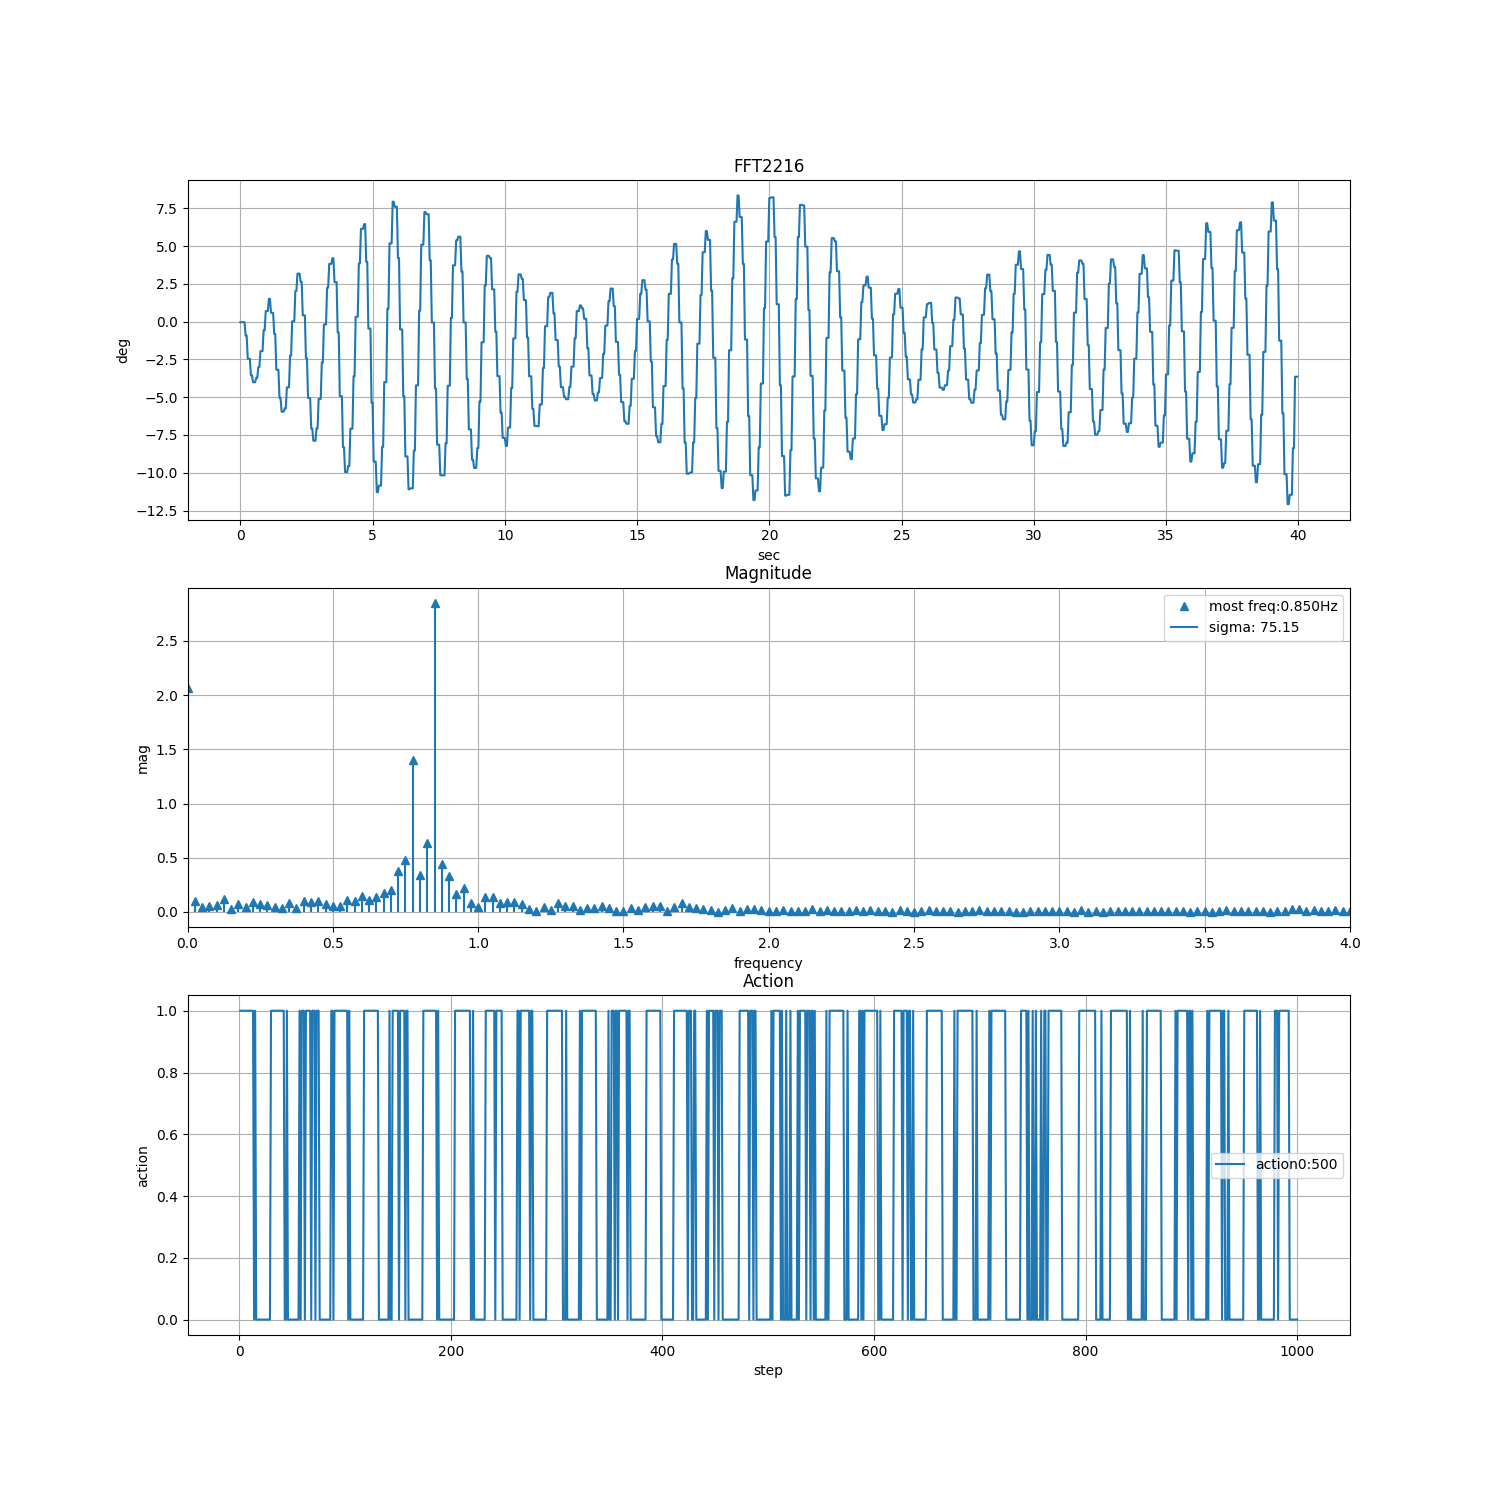 FFT2216
7.5
5.0
2.5
0.0
−2.5
−5.0
−7.5
−10.0
−12.5
deg
0 5 10 15 20 25 30 35 40
sec
Magnitude
most freq:0.850Hz
sigma: 75.15
2.5
2.0
1.5
1.0
0.5
0.0
mag
0.0 0.5 1.0 1.5 2.0 2.5 3.0 3.5 4.0
frequency
Action
1.0
0.8
0.6
0.4
0.2
0.0
action
action0:500
0 200 400 600 800 1000
step